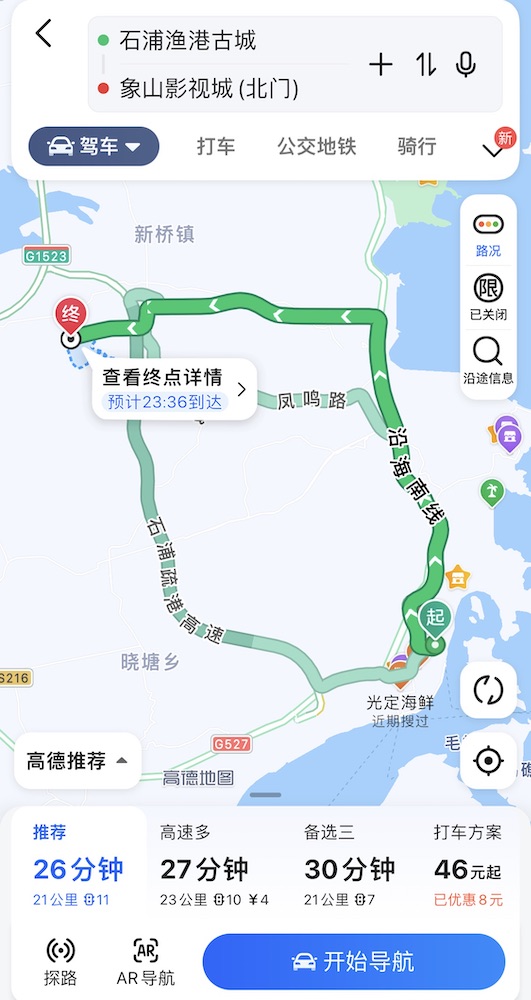 石浦渔港古城
象山影视城(北门)
驾车
打车
公交地铁
骑行
新
新桥镇
G1523
路况
限
已关闭
沿途信息
终
查看终点详情
预计23:36到达
凤鸣路
沿海南线
石浦疏港高速
起
晓塘乡
S216
光定海鲜
近期搜过
G527
高德推荐
高德地图
推荐
26分钟
21公里 11
高速多
27分钟
23公里 10 ¥4
备选三
30分钟
21公里 7
打车方案
46元起
已优惠8元
探路
AR
AR导航
开始导航